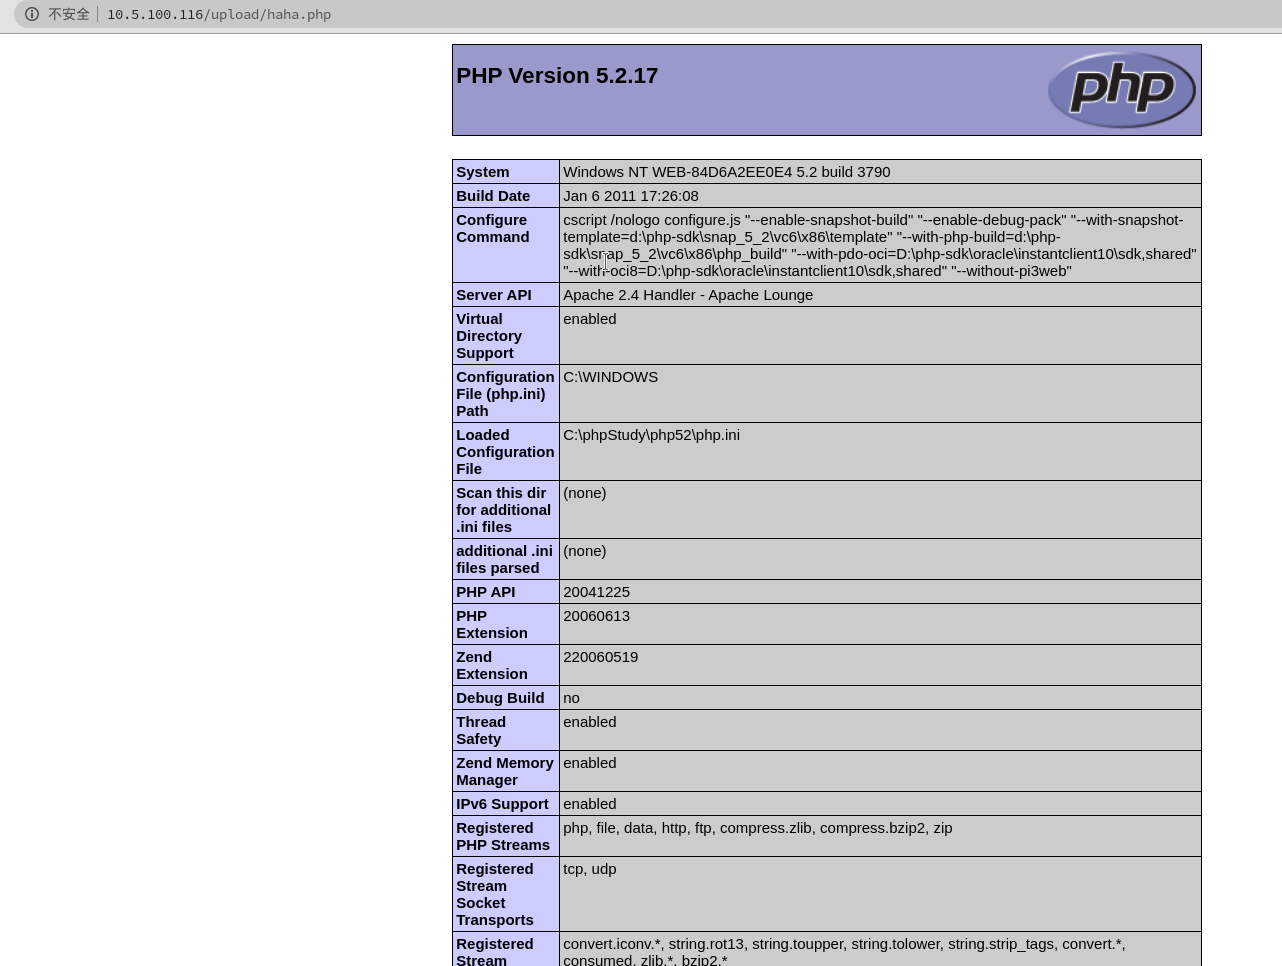 不安全 10.5.100.116/upload/haha.php
PHP Version 5.2.17
php
System Windows NT WEB-84D6A2EE0E4 5.2 build 3790
Build Date Jan 6 2011 17:26:08
Configure cscript /nologo configure.js "--enable-snapshot-build" "--enable-debug-pack" "--with-snapshot-
Command template=d:\php-sdk\snap_5_2\vc6\x86\template" "--with-php-build=d:\php-
sdk\snap_5_2\vc6\x86\php_build" "--with-pdo-oci=D:\php-sdk\oracle\instantclient10\sdk,shared"
"--with-oci8=D:\php-sdk\oracle\instantclient10\sdk,shared" "--without-pi3web"
Server API Apache 2.4 Handler - Apache Lounge
Virtual enabled
Directory
Support
Configuration C:\WINDOWS
File (php.ini)
Path
Loaded C:\phpStudy\php52\php.ini
Configuration
File
Scan this dir (none)
for additional
.ini files
additional .ini (none)
files parsed
PHP API 20041225
PHP 20060613
Extension
Zend 220060519
Extension
Debug Build no
Thread enabled
Safety
Zend Memory enabled
Manager
IPv6 Support enabled
Registered php, file, data, http, ftp, compress.zlib, compress.bzip2, zip
PHP Streams
Registered tcp, udp
Stream
Socket
Transports
Registered convert.iconv.*, string.rot13, string.toupper, string.tolower, string.strip_tags, convert.*,
Stream consumed, zlib.*, bzip2.*